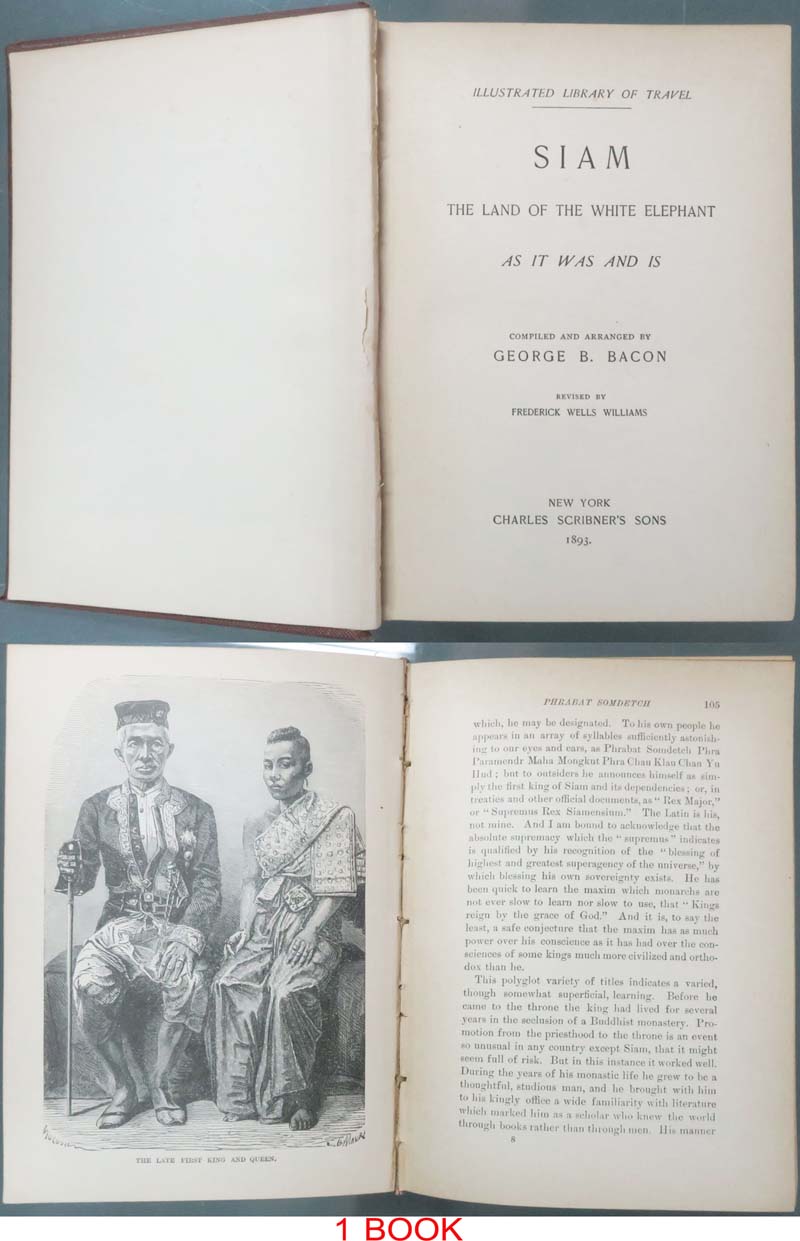 ILLUSTRATED LIBRARY OF TRAVEL
SIAM
THE LAND OF THE WHITE ELEPHANT
AS IT WAS AND IS
COMPILED AND ARRANGED BY
GEORGE B. BACON
REVISED BY
FREDERICK WELLS WILLIAMS
NEW YORK
CHARLES SCRIBNER'S SONS
1893.
THE LATE FIRST KING AND QUEEN.
PHRABAT SOMDETCH 105
which, he may be designated. To his own people he
appears in an array of syllables sufficiently astonish-
ing to our eyes and ears, as Phrabat Somdetch Phra
Paramendr Maha Mongkut Phra Chau Klau Chau Yu
Hud; but to outsiders he announces himself as sim-
ply the first king of Siam and its dependencies; or, in
treaties and other official documents, as "Rex Major,"
or "Supremus Rex Siamensium." The Latin is his,
not mine. And I am bound to acknowledge that the
absolute supremacy which the "supremus" indicates
is qualified by his recognition of the "blessing of
highest and greatest superagency of the universe," by
which blessing his own sovereignty exists. He has
been quick to learn the maxim which monarchs are
not ever slow to learn nor slow to use, that "Kings
reign by the grace of God." And it is, to say the
least, a safe conjecture that the maxim has as much
power over his conscience as it has had over the con-
sciences of some kings much more civilized and ortho-
dox than he.
This polyglot variety of titles indicates a varied,
though somewhat superficial, learning. Before he
came to the throne the king had lived for several
years in the seclusion of a Buddhist monastery. Pro-
motion from the priesthood to the throne is an event
so unusual in any country except Siam, that it might
seem full of risk. But in this instance it worked well.
During the years of his monastic life he grew to be a
thoughtful, studious man, and he brought with him
to his kingly office a wide familiarity with literature
which marked him as a scholar who knew the world
through books rather than through men. His manner
8
1 BOOK